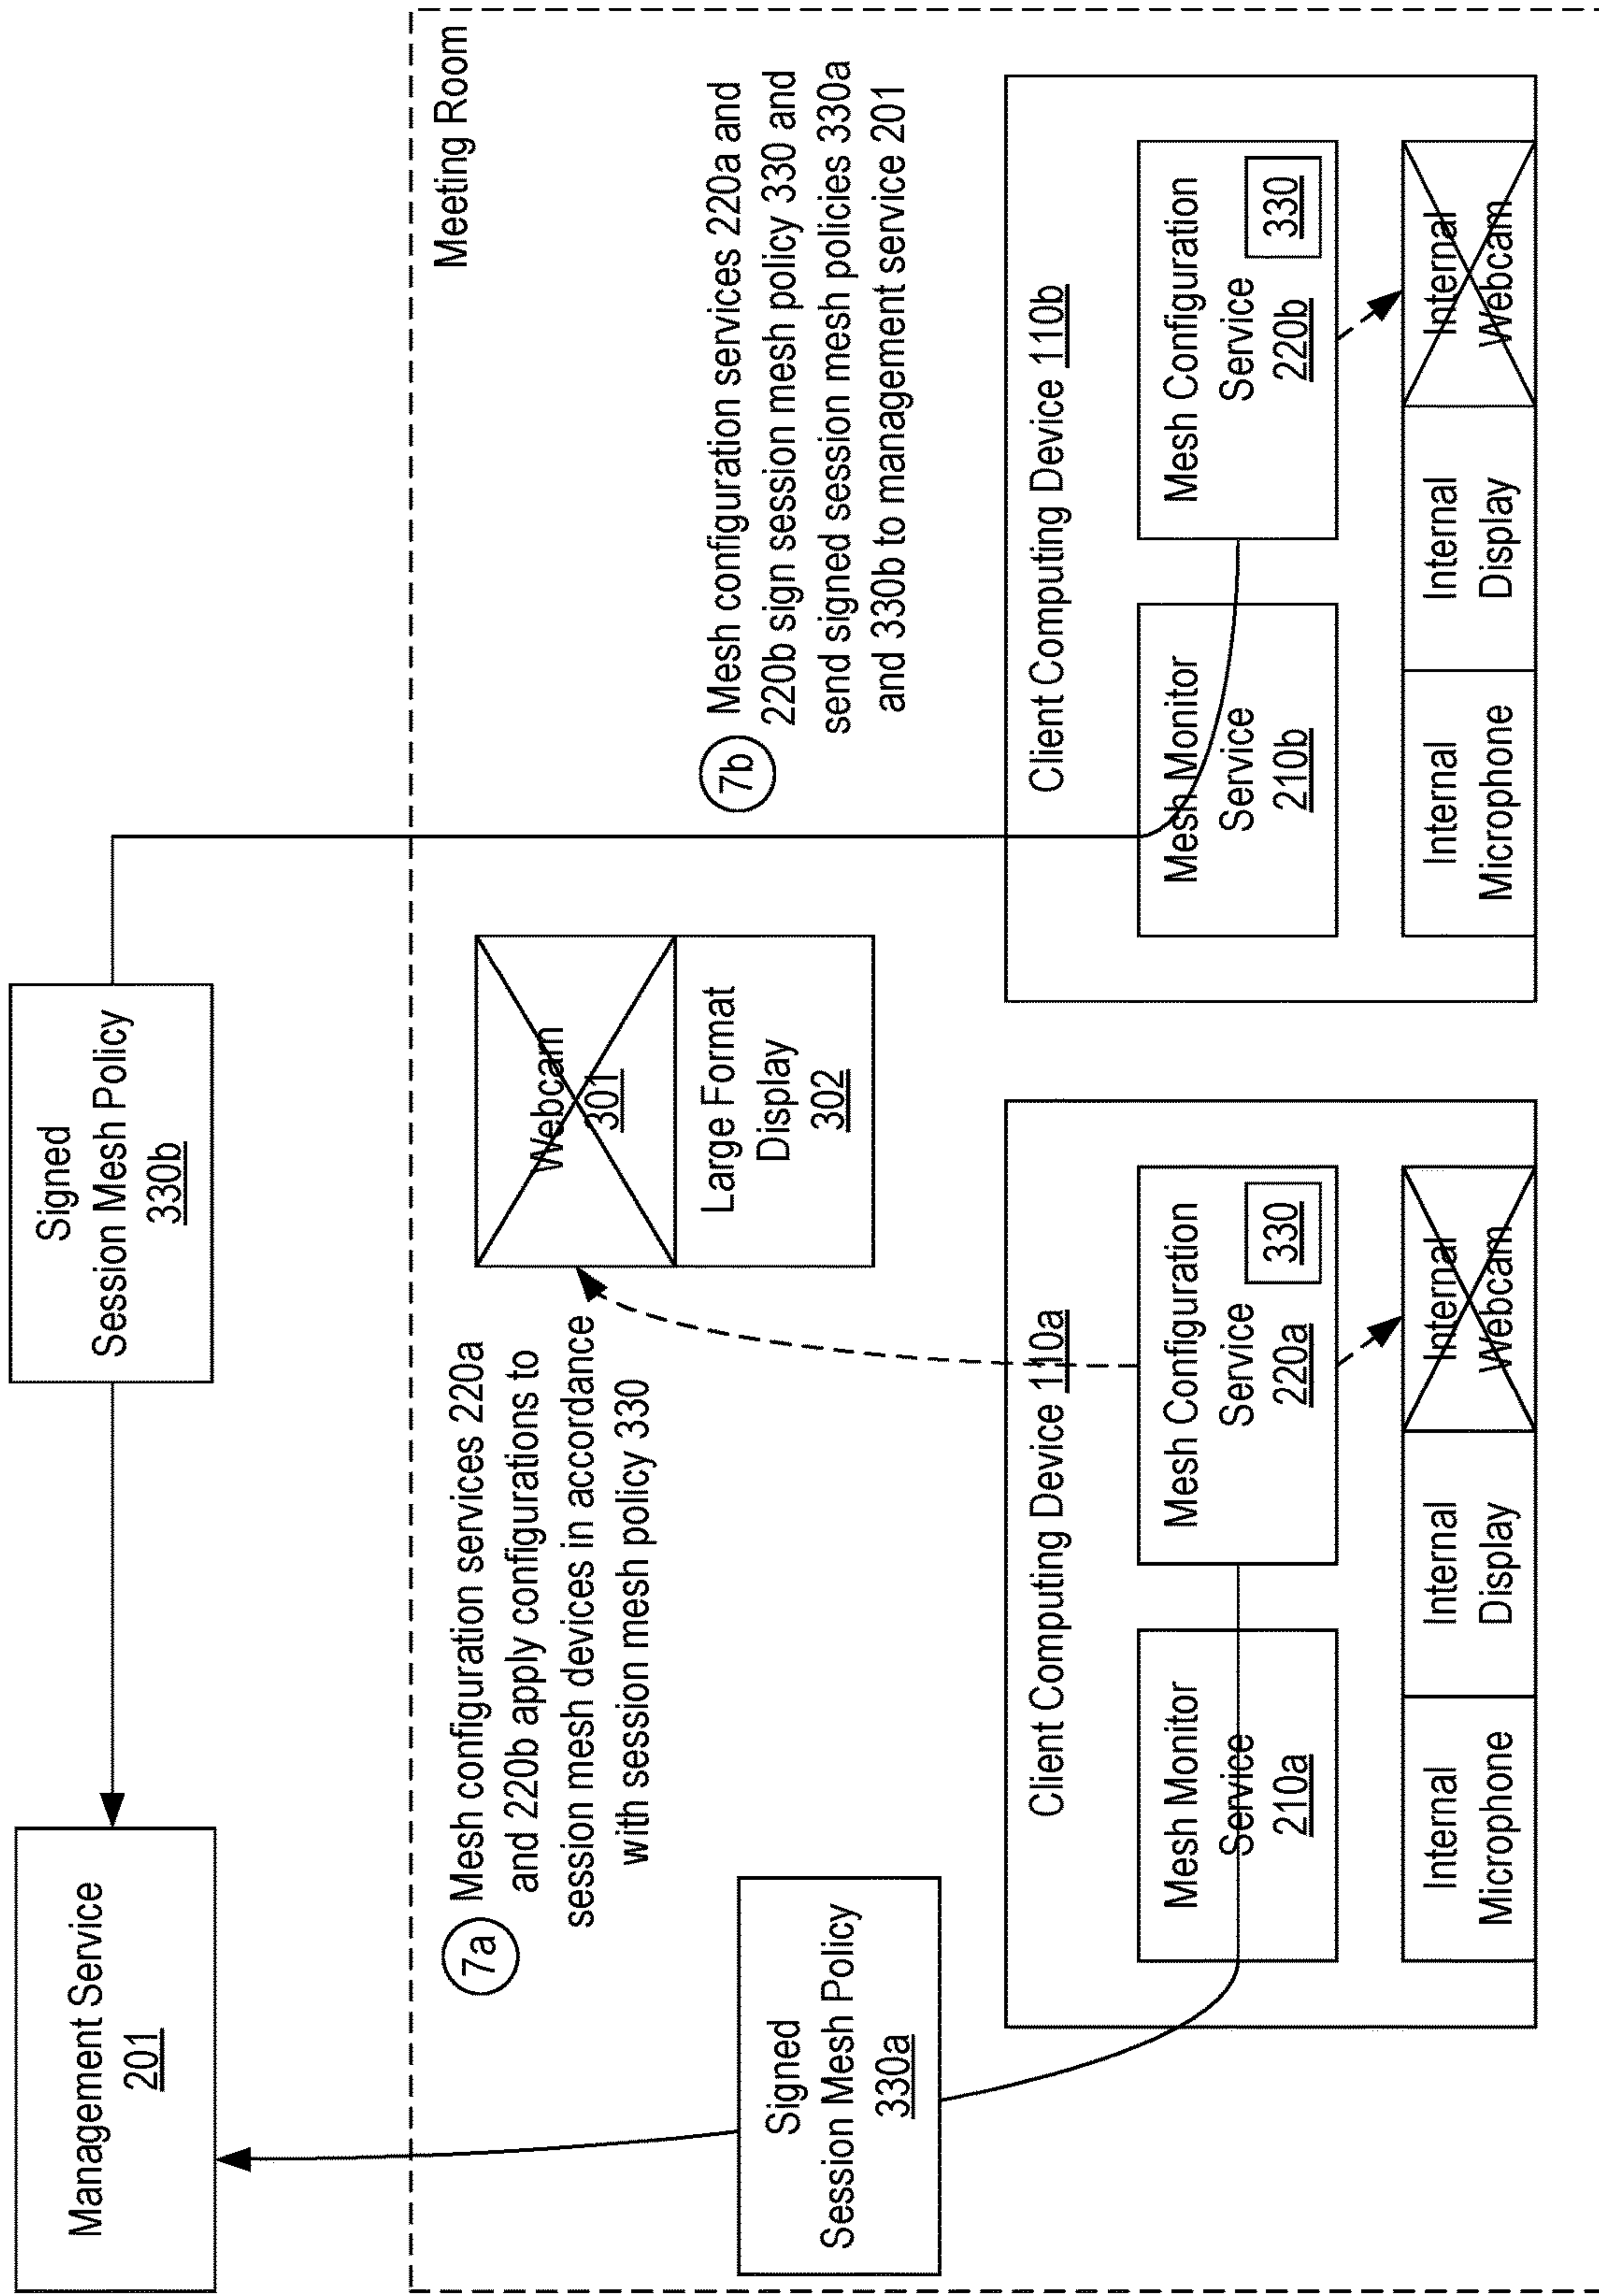 Management Service
201
Signed
Session Mesh Policy
330b
Meeting Room
7a
Mesh configuration services 220a
and 220b apply configurations to
session mesh devices in accordance
with session mesh policy 330
Webcam
301
Large Format
Display
302
7b
Mesh configuration services 220a and
220b sign session mesh policy 330 and
send signed session mesh policies 330a
and 330b to management service 201
Signed
Session Mesh Policy
330a
Client Computing Device 110a
Mesh Monitor
Service
210a
Mesh Configuration
Service
220a
330
Internal
Microphone
Internal
Display
Internal
Webcam
Client Computing Device 110b
Mesh Monitor
Service
210b
Mesh Configuration
Service
220b
330
Internal
Microphone
Internal
Display
Internal
Webcam